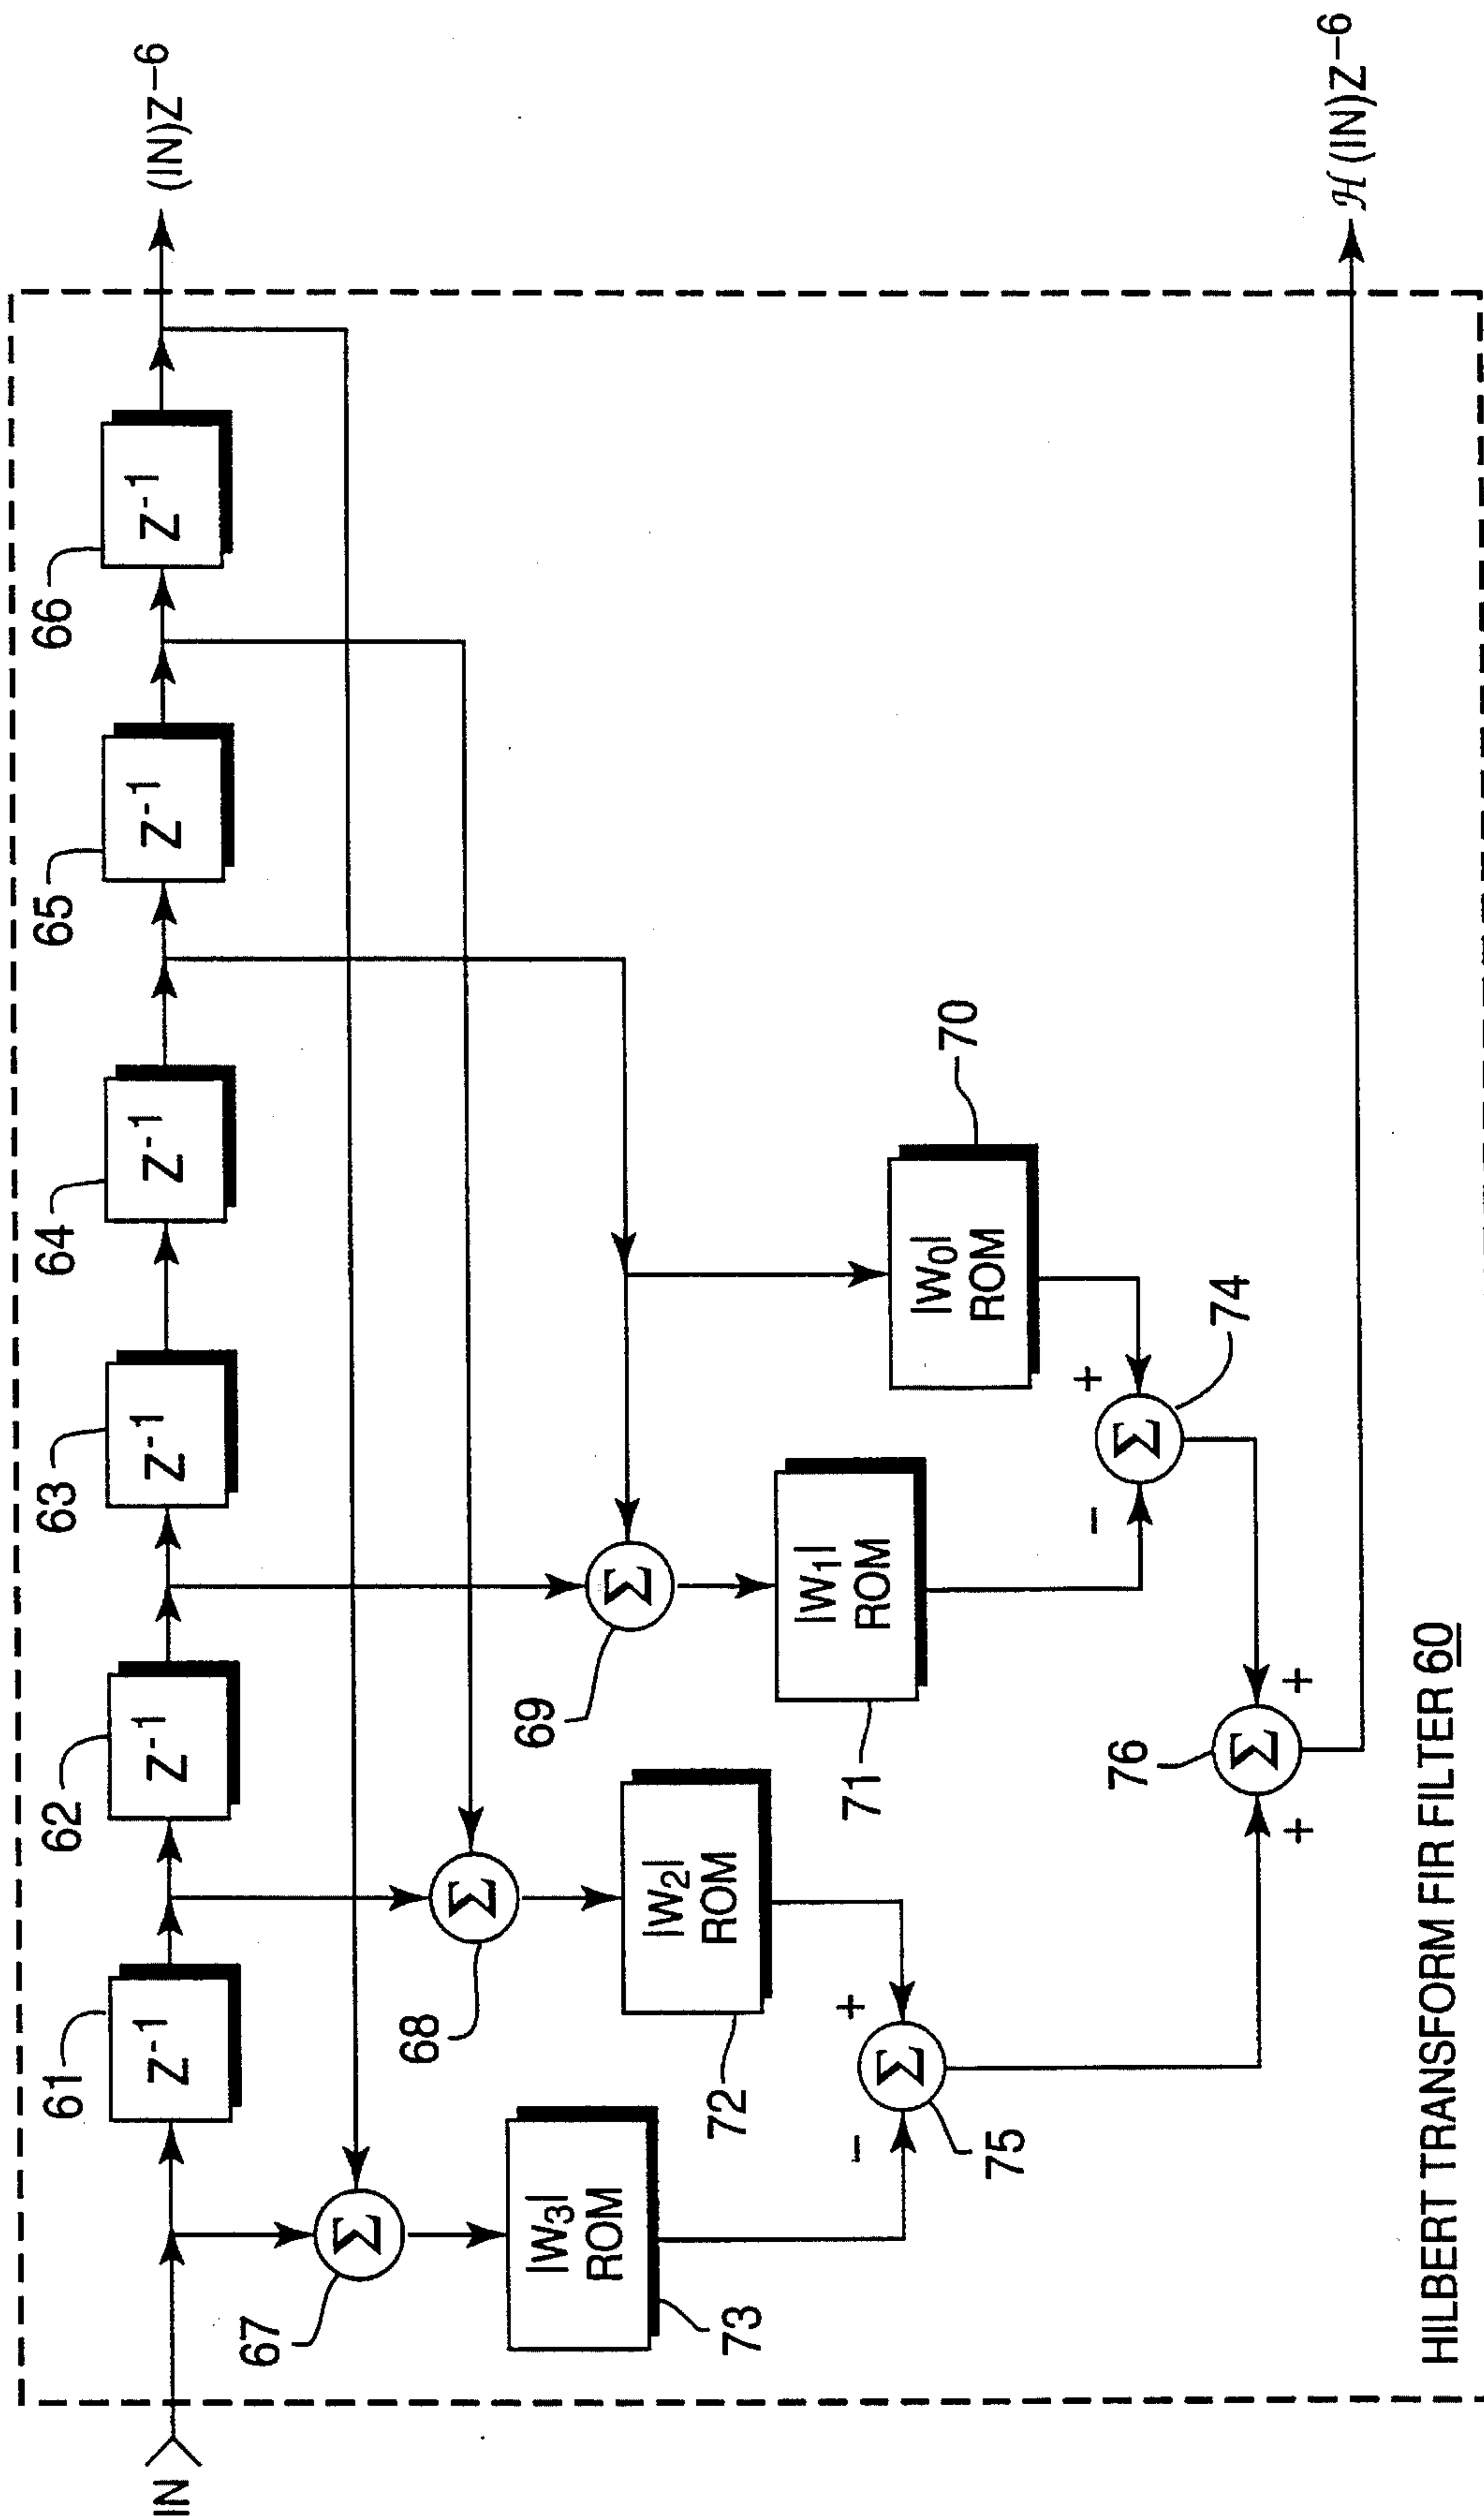 61
62
63
64
65
66
IN
Z⁻¹
Z⁻¹
Z⁻¹
Z⁻¹
Z⁻¹
Z⁻¹
(IN)Z⁻⁶
67
Σ
68
Σ
69
Σ
|W₃|
ROM
73
|W₂|
ROM
72
|W₁|
ROM
71
|W₀|
ROM
70
-
+
Σ
75
-
+
Σ
74
76
Σ
+
+
ℋ(IN)Z⁻⁶
HILBERT TRANSFORM FIR FILTER 60